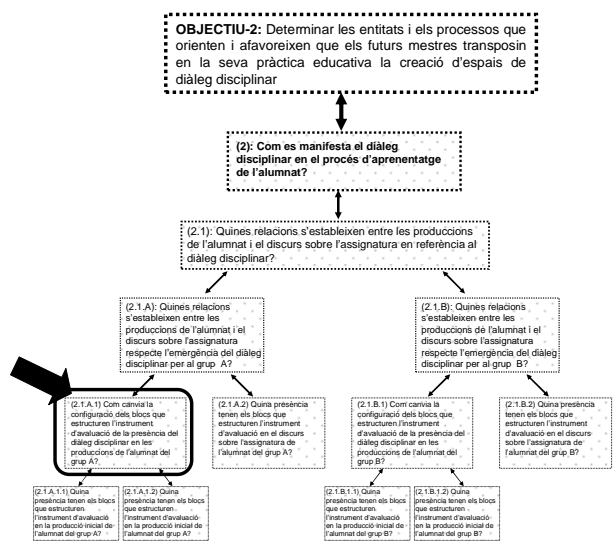 OBJECTIU-2: Determinar les entitats i els processos que
orienten i afavoreixen que els futurs mestres transposin
en la seva pràctica educativa la creació d'espais de
diàleg disciplinar
(2): Com es manifesta el diàleg
disciplinar en el procés d'aprenentatge
de l'alumnat?
(2.1): Quines relacions s'estableixen entre les produccions
de l'alumnat i el discurs sobre l'assignatura en referència al
diàleg disciplinar?
(2.1.A): Quines relacions
s'estableixen entre les
produccions de l'alumnat i el
discurs sobre l'assignatura
respecte l'emergència del diàleg
disciplinar per al grup A?
(2.1.B): Quines relacions
s'estableixen entre les
produccions de l'alumnat i el
discurs sobre l'assignatura
respecte l'emergència del diàleg
disciplinar per al grup B?
(2.1.A.1) Com canvia la
configuració dels blocs que
estructuren l'instrument
d'avaluació de la presència del
diàleg disciplinar en les
produccions de l'alumnat del
grup A?
(2.1.A.2) Quina presència
tenen els blocs que
estructuren l'instrument
d'avaluació en el discurs
sobre l'assignatura de
l'alumnat del grup A?
(2.1.B.1) Com canvia la
configuració dels blocs que
estructuren l'instrument
d'avaluació de la presència del
diàleg disciplinar en les
produccions de l'alumnat del
grup B?
(2.1.B.2) Quina presència
tenen els blocs que
estructuren l'instrument
d'avaluació en el discurs
sobre l'assignatura de
l'alumnat del grup B?
(2.1.A.1.1) Quina
presència tenen els blocs
que estructuren
l'instrument d'avaluació
en la producció inicial de
l'alumnat del grup A?
(2.1.A.1.2) Quina
presència tenen els blocs
que estructuren
l'instrument d'avaluació
en la producció final de
l'alumnat del grup A?
(2.1.B.1.1) Quina
presència tenen els blocs
que estructuren
l'instrument d'avaluació
en la producció inicial de
l'alumnat del grup B?
(2.1.B.1.2) Quina
presència tenen els blocs
que estructuren
l'instrument d'avaluació
en la producció final de
l'alumnat del grup B?